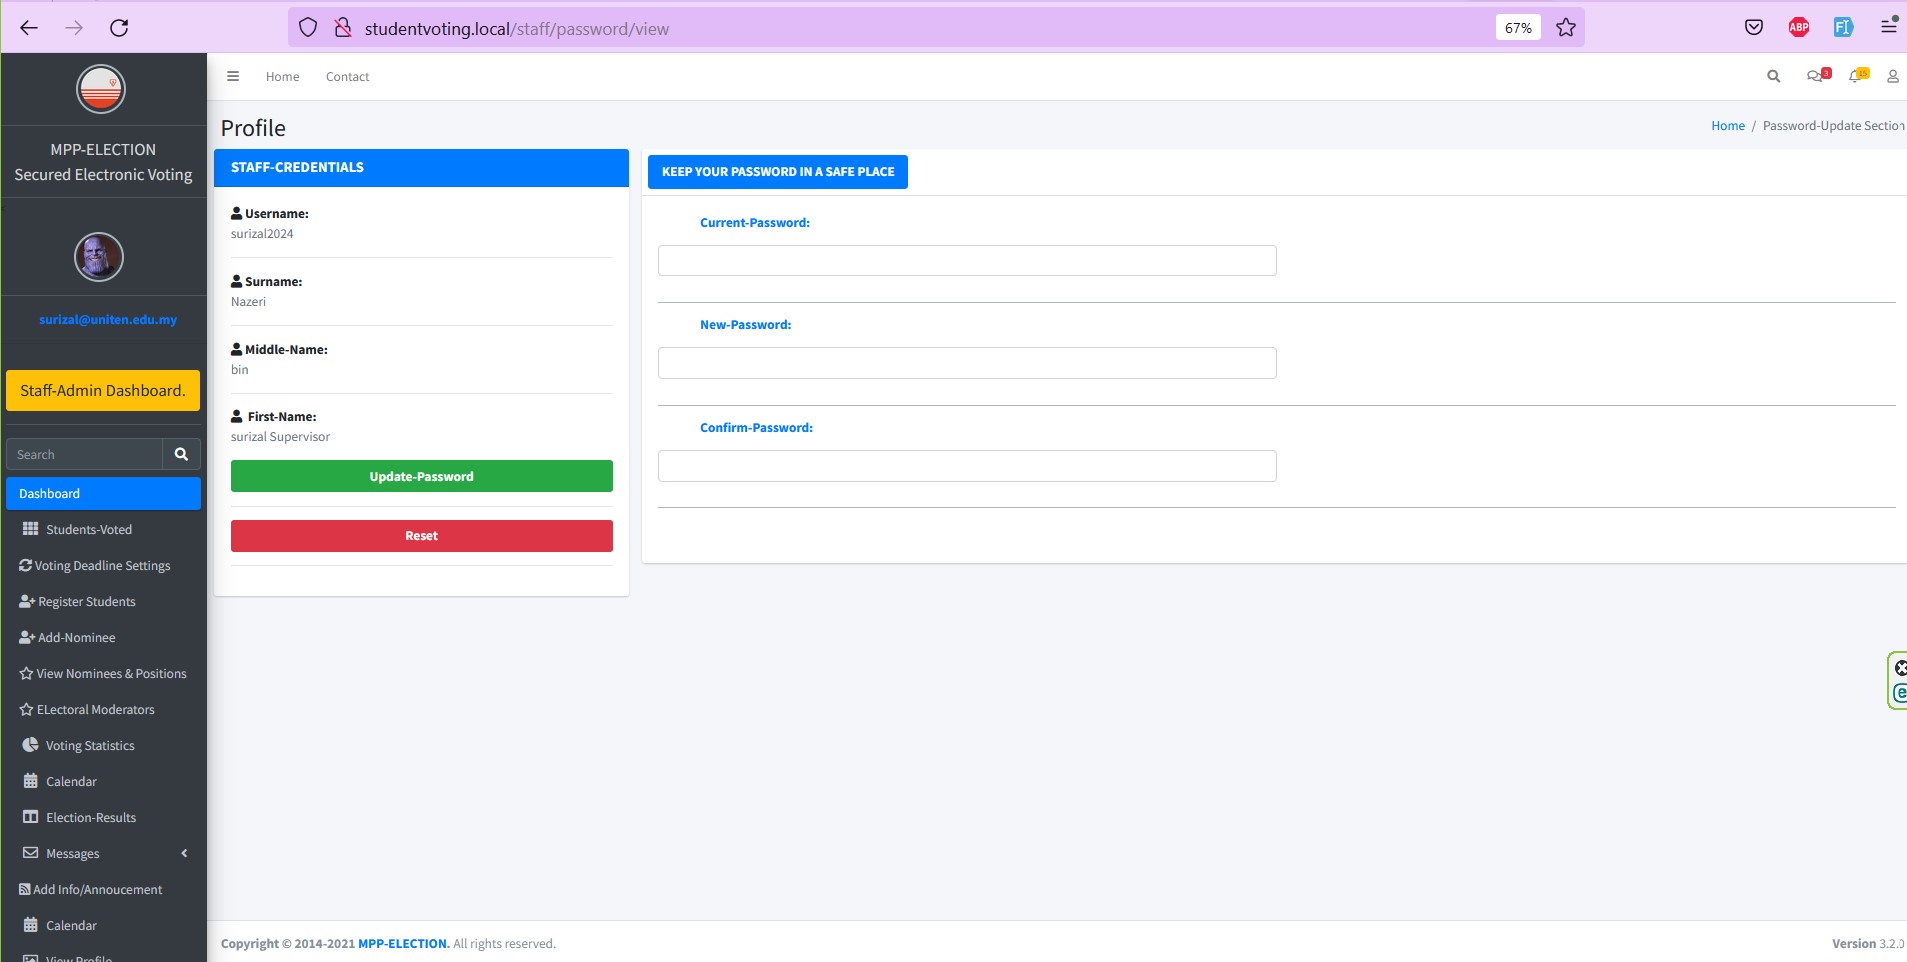 studentvoting.local/staff/password/view
67%
ABP
MPP-ELECTION
Secured Electronic Voting
surizal@uniten.edu.my
Staff-Admin Dashboard.
Search
Dashboard
Students-Voted
Voting Deadline Settings
Register Students
Add-Nominee
View Nominees & Positions
ELectoral Moderators
Voting Statistics
Calendar
Election-Results
Messages
Add Info/Annoucement
Calendar
View Profile
Home
Contact
3
15
Profile
Home / Password-Update Section
STAFF-CREDENTIALS
Username:
surizal2024
Surname:
Nazeri
Middle-Name:
bin
First-Name:
surizal Supervisor
Update-Password
Reset
KEEP YOUR PASSWORD IN A SAFE PLACE
Current-Password:
New-Password:
Confirm-Password:
Copyright © 2014-2021 MPP-ELECTION. All rights reserved.
Version 3.2.0